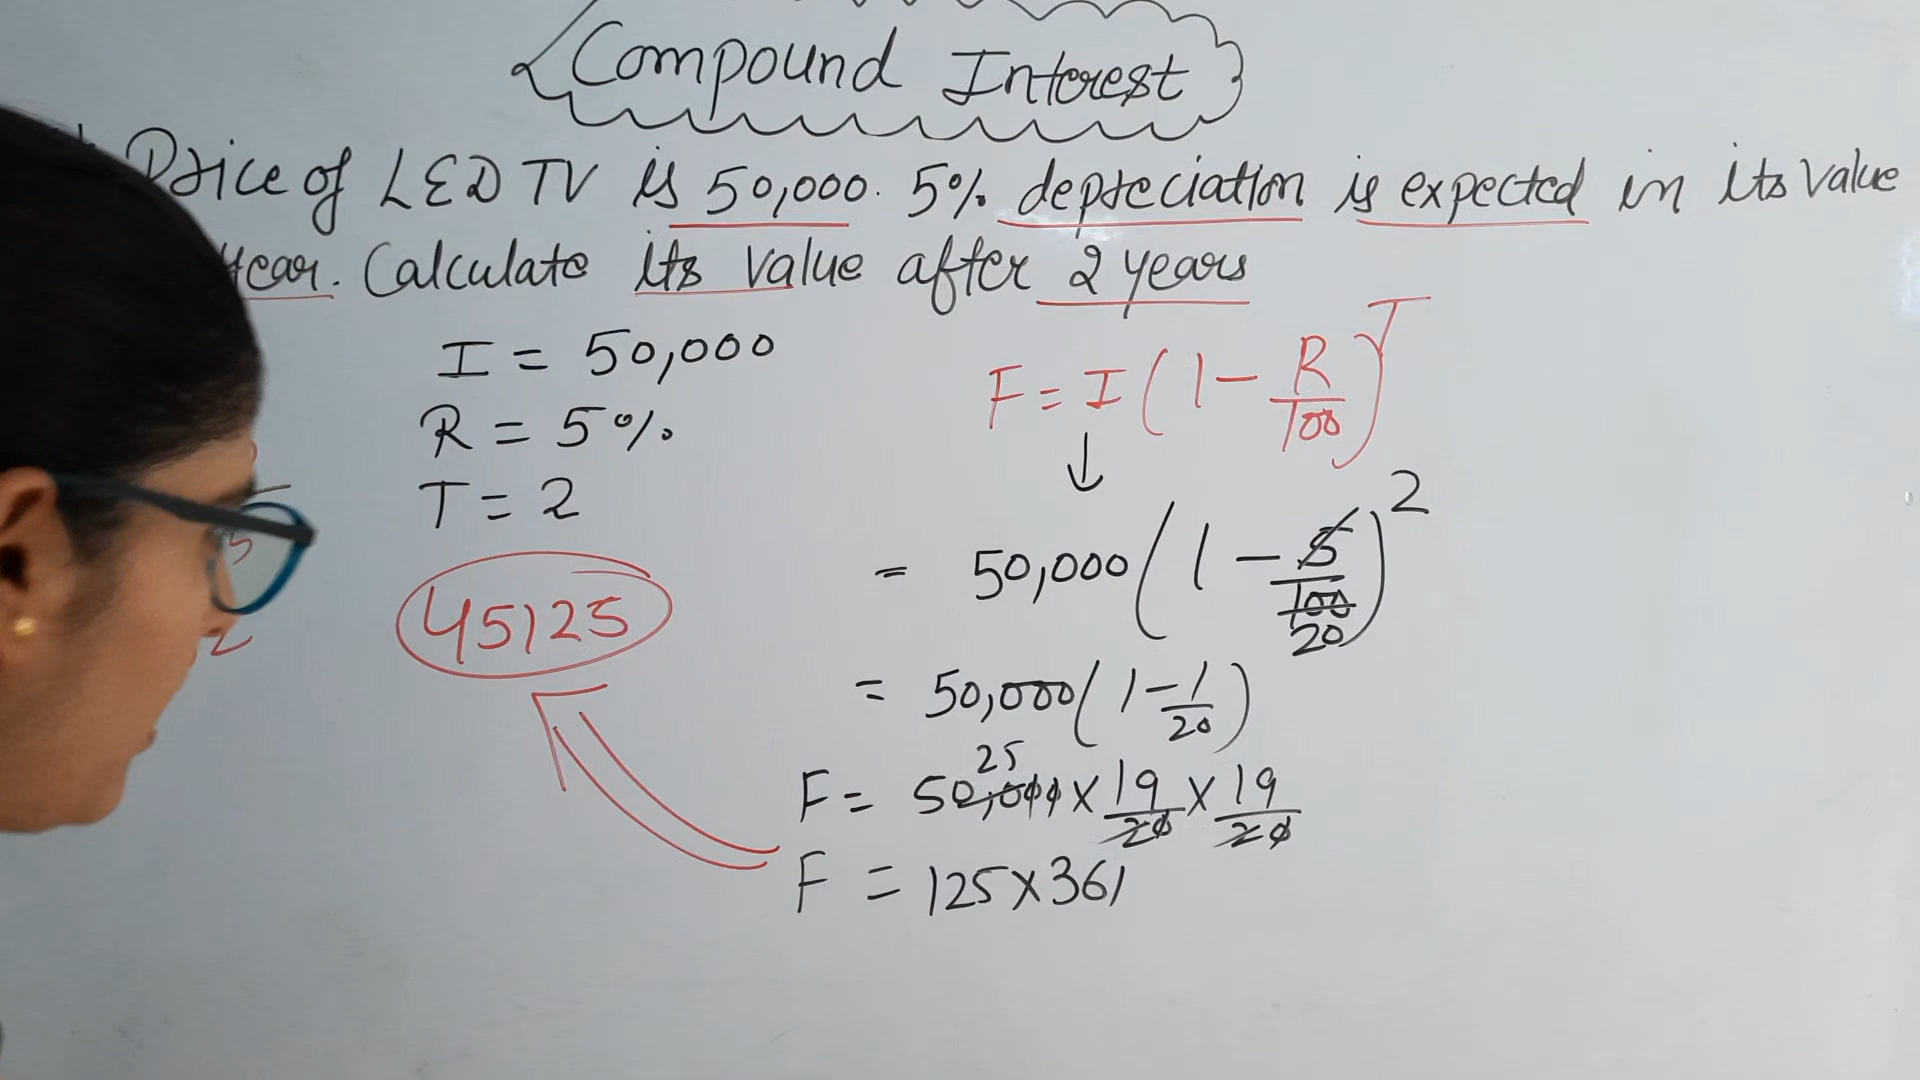 Compound Interest
Price of LED TV is 50,000. 5% depreciation is expected in its value
year. Calculate its value after 2 years
I = 50,000
R = 5%
T = 2
45125
F = I (1 - R/100)^T
↓
= 50,000 (1 - 5/100)^2
20
= 50,000 (1 - 1/20)
25
F = 50,000 × 19/20 × 19/20
F = 125 × 361